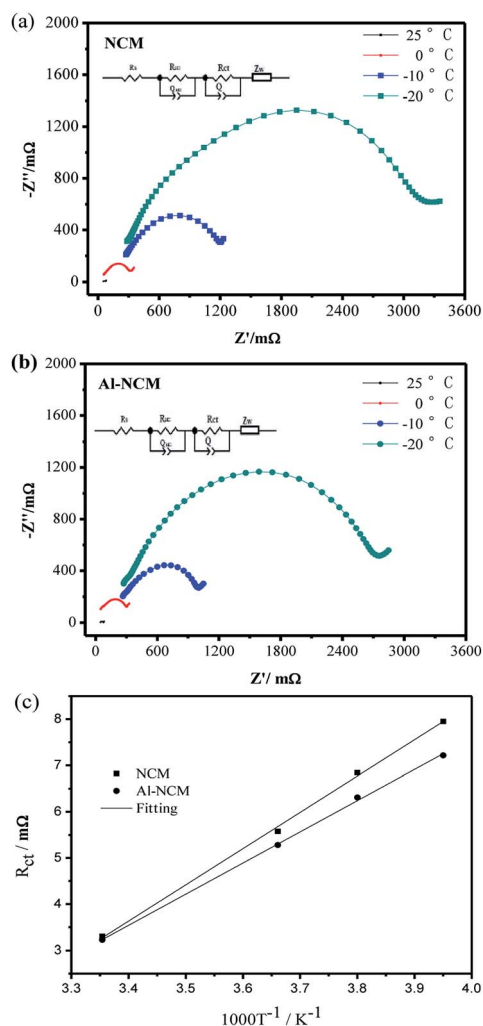 (a)
2000
1600
1200
800
400
0
-Z''/mΩ
NCM
Rs
Rct
Zw
Q
25 ° C
0 ° C
-10 ° C
-20 ° C
0 600 1200 1800 2400 3000 3600
Z'/mΩ
(b)
2000
1600
1200
800
400
0
-Z''/mΩ
Al-NCM
Rs
Rct
Zw
Q
25 ° C
0 ° C
-10 ° C
-20 ° C
0 600 1200 1800 2400 3000 3600
Z'/ mΩ
(c)
8
7
6
5
4
3
Rct / mΩ
NCM
Al-NCM
Fitting
3.3 3.4 3.5 3.6 3.7 3.8 3.9 4.0
1000T⁻¹ / K⁻¹